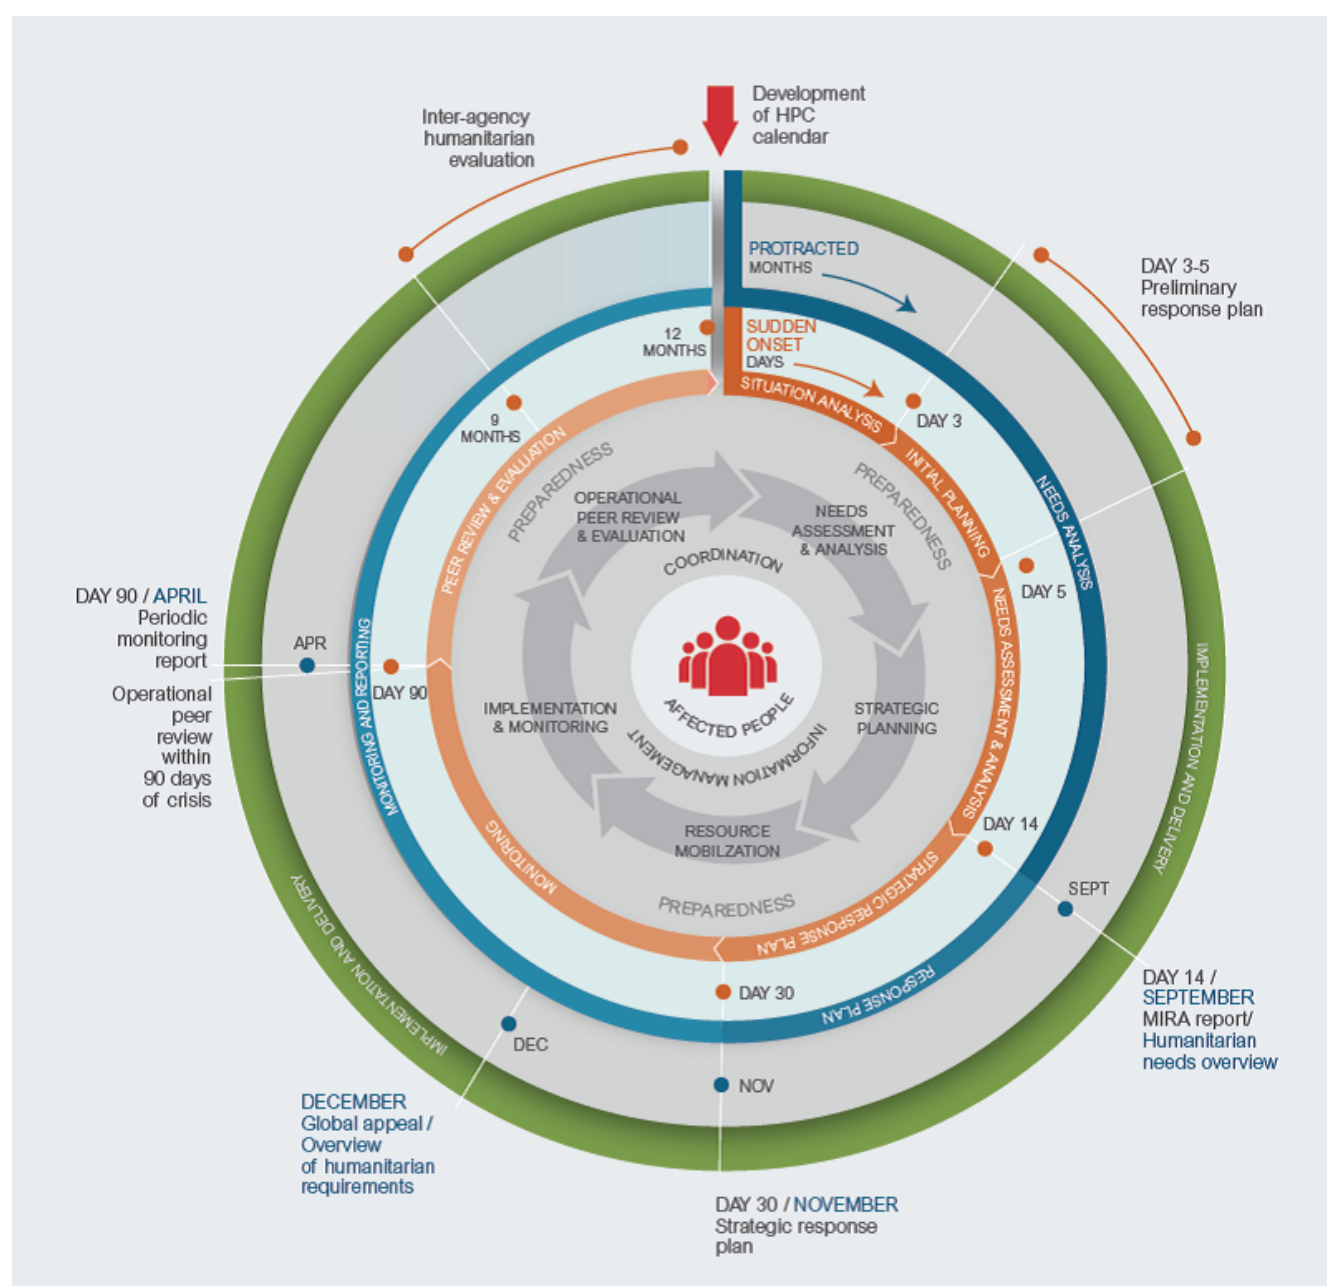 Development
of HPC
calendar
Inter-agency
humanitarian
evaluation
PROTRACTED
MONTHS
DAY 3-5
Preliminary
response plan
12
MONTHS
SUDDEN
ONSET
DAYS
SITUATION ANALYSIS
DAY 3
9
MONTHS
INITIAL PLANNING
NEEDS ANALYSIS
PEER REVIEW & EVALUATION
PREPAREDNESS
PREPAREDNESS
OPERATIONAL
PEER REVIEW
& EVALUATION
NEEDS
ASSESSMENT
& ANALYSIS
COORDINATION
DAY 5
NEEDS ASSESSMENT & ANALYSIS
DAY 90 / APRIL
Periodic
monitoring
report
APR
DAY 90
MONITORING AND REPORTING
IMPLEMENTATION AND DELIVERY
Operational
peer
review
within
90 days
of crisis
IMPLEMENTATION
& MONITORING
AFFECTED PEOPLE
INFORMATION MANAGEMENT
STRATEGIC
PLANNING
RESOURCE
MOBILZATION
DAY 14
MONITORING
STRATEGIC RESPONSE PLAN
PREPAREDNESS
SEPT
IMPLEMENTATION AND DELIVERY
DAY 30
RESPONSE PLAN
DAY 14 /
SEPTEMBER
MIRA report/
Humanitarian
needs overview
DEC
NOV
DECEMBER
Global appeal /
Overview
of humanitarian
requirements
DAY 30 / NOVEMBER
Strategic response
plan